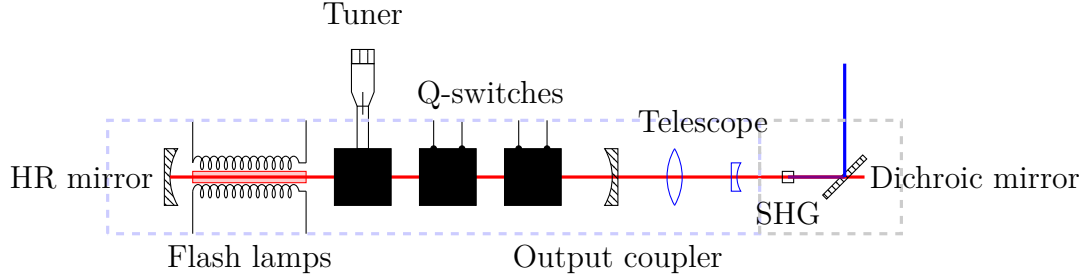 Tuner
Q-switches
Telescope
HR mirror
Dichroic mirror
SHG
Flash lamps
Output coupler